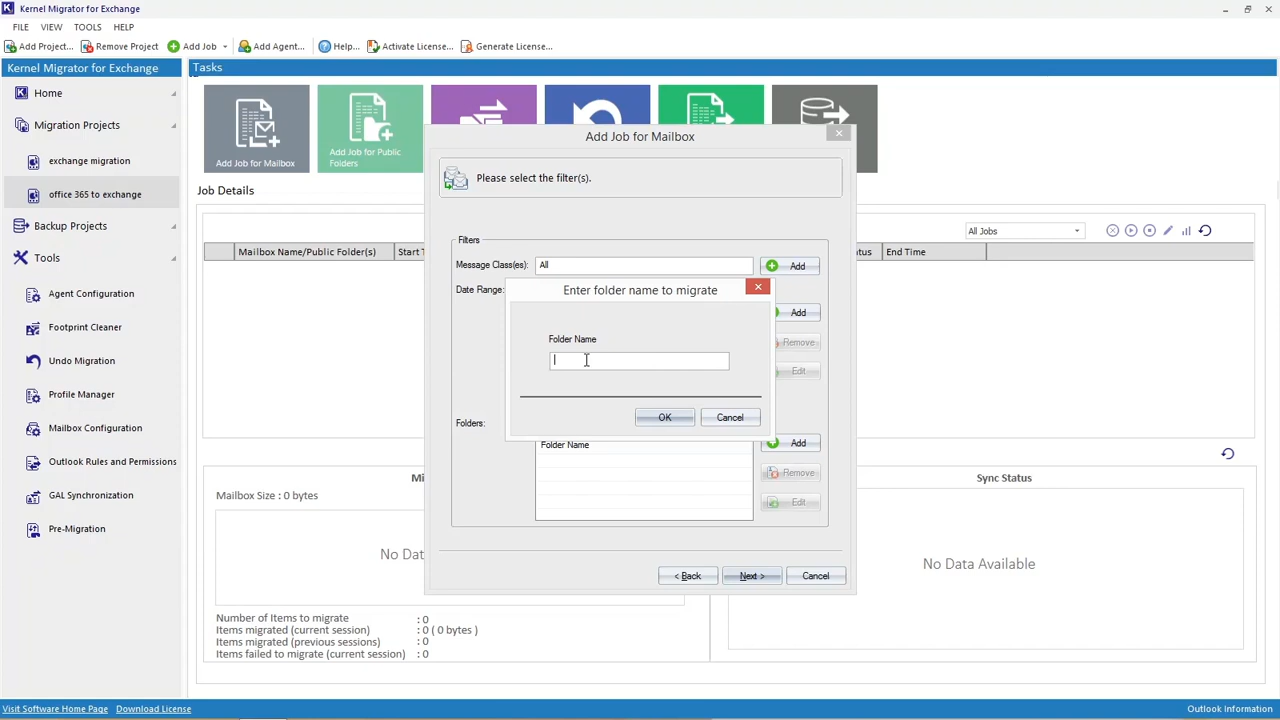 Kernel Migrator for Exchange
FILE VIEW TOOLS HELP
Add Project... Remove Project Add Job Add Agent... Help... Activate License... Generate License...
Kernel Migrator for Exchange
Home
Migration Projects
exchange migration
office 365 to exchange
Backup Projects
Tools
Agent Configuration
Footprint Cleaner
Undo Migration
Profile Manager
Mailbox Configuration
Outlook Rules and Permissions
GAL Synchronization
Pre-Migration
Tasks
Add Job for Mailbox
Add Job for Public
Folders
Job Details
All Jobs
Mailbox Name/Public Folder(s) Start End Time
Mailbox Size : 0 bytes
No Data Available
Number of Items to migrate : 0
Items migrated (current session) : 0 ( 0 bytes )
Items migrated (previous sessions) : 0
Items failed to migrate (current session) : 0
Sync Status
No Data Available
Add Job for Mailbox
Please select the filter(s).
Filters
Message Class(es): All Add
Date Range:
Add
Remove
Edit
Folders:
Folder Name
Add
Remove
Edit
< Back Next > Cancel
Enter folder name to migrate
Folder Name
OK Cancel
Visit Software Home Page Download License Outlook Information